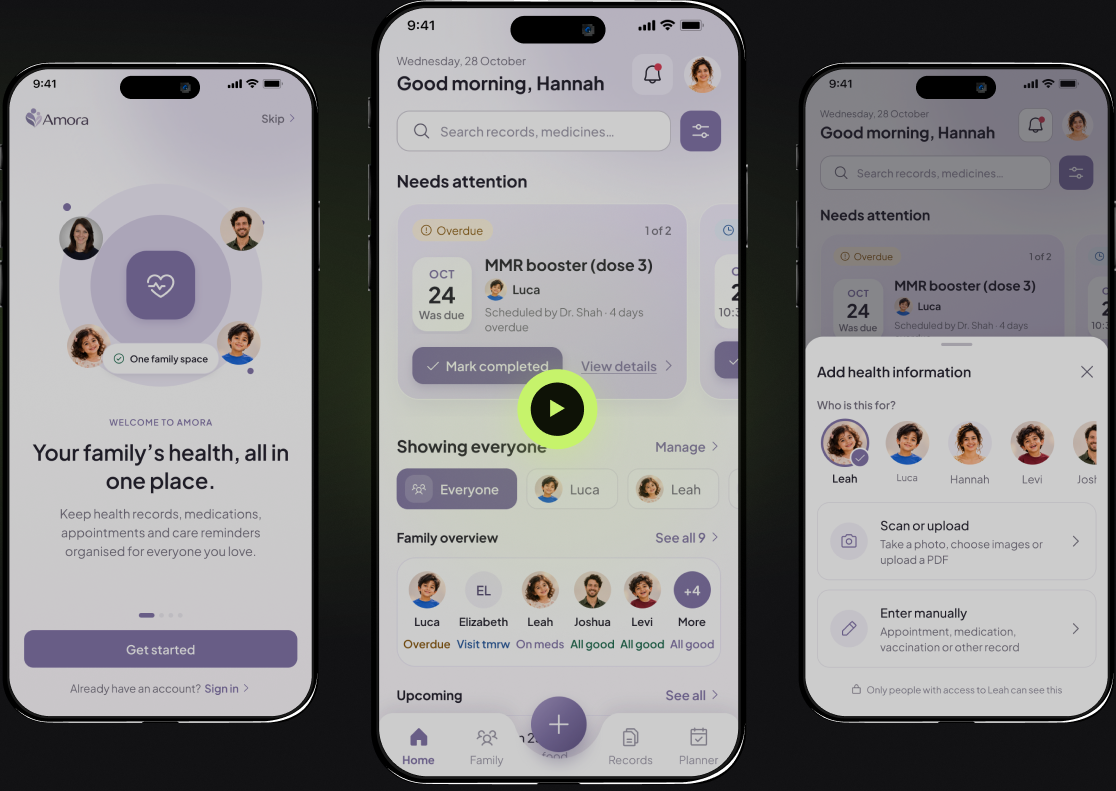 9:41
Amora
Skip
One family space
WELCOME TO AMORA
Your family's health, all in
one place.
Keep health records, medications,
appointments and care reminders
organised for everyone you love.
Get started
Already have an account? Sign in
9:41
Wednesday, 28 October
Good morning, Hannah
Search records, medicines...
Needs attention
Overdue
1 of 2
OCT
24
Was due
MMR booster (dose 3)
Luca
Scheduled by Dr. Shah · 4 days
overdue
Mark completed
View details
10:3
Showing everyone
Manage
Everyone
Luca
Leah
Family overview
See all 9
EL
+4
Luca
Elizabeth
Leah
Joshua
Levi
More
Overdue
Visit tmrw
On meds
All good
All good
All good
Upcoming
See all
Home
Family
Records
Planner
9:41
Wednesday, 28 October
Good morning, Hannah
Search records, medicines...
Needs attention
Overdue
1 of 2
OCT
24
Was due
MMR booster (dose 3)
Luca
Scheduled by Dr. Shah · 4 days
10:3
Add health information
Who is this for?
Leah
Luca
Hannah
Levi
Josh
Scan or upload
Take a photo, choose images or
upload a PDF
Enter manually
Appointment, medication,
vaccination or other record
Only people with access to Leah can see this